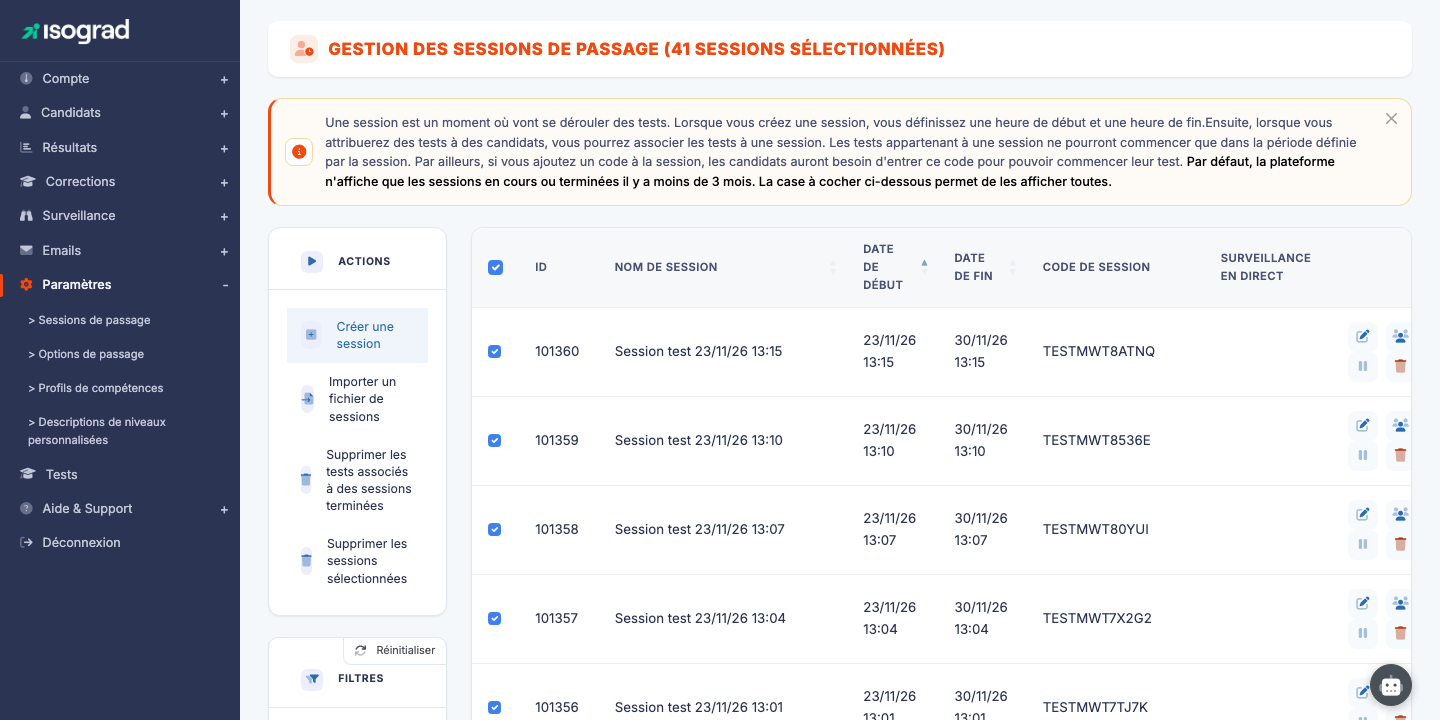 isograd
Compte +
Candidats +
Résultats +
Corrections +
Surveillance +
Emails +
Paramètres -
> Sessions de passage
> Options de passage
> Profils de compétences
> Descriptions de niveaux
personnalisées
Tests
Aide & Support +
Déconnexion
GESTION DES SESSIONS DE PASSAGE (41 SESSIONS SÉLECTIONNÉES)
Une session est un moment où vont se dérouler des tests. Lorsque vous créez une session, vous définissez une heure de début et une heure de fin.Ensuite, lorsque vous
attribuerez des tests à des candidats, vous pourrez associer les tests à une session. Les tests appartenant à une session ne pourront commencer que dans la période définie
par la session. Par ailleurs, si vous ajoutez un code à la session, les candidats auront besoin d'entrer ce code pour pouvoir commencer leur test. Par défaut, la plateforme
n'affiche que les sessions en cours ou terminées il y a moins de 3 mois. La case à cocher ci-dessous permet de les afficher toutes.
ACTIONS
Créer une
session
Importer un
fichier de
sessions
Supprimer les
tests associés
à des sessions
terminées
Supprimer les
sessions
sélectionnées
Réinitialiser
FILTRES
ID
NOM DE SESSION
DATE
DE
DÉBUT
DATE
DE FIN
CODE DE SESSION
SURVEILLANCE
EN DIRECT
101360
Session test 23/11/26 13:15
23/11/26
13:15
30/11/26
13:15
TESTMWT8ATNQ
101359
Session test 23/11/26 13:10
23/11/26
13:10
30/11/26
13:10
TESTMWT8536E
101358
Session test 23/11/26 13:07
23/11/26
13:07
30/11/26
13:07
TESTMWT80YUI
101357
Session test 23/11/26 13:04
23/11/26
13:04
30/11/26
13:04
TESTMWT7X2G2
101356
Session test 23/11/26 13:01
23/11/26
13:01
30/11/26
13:01
TESTMWT7TJ7K